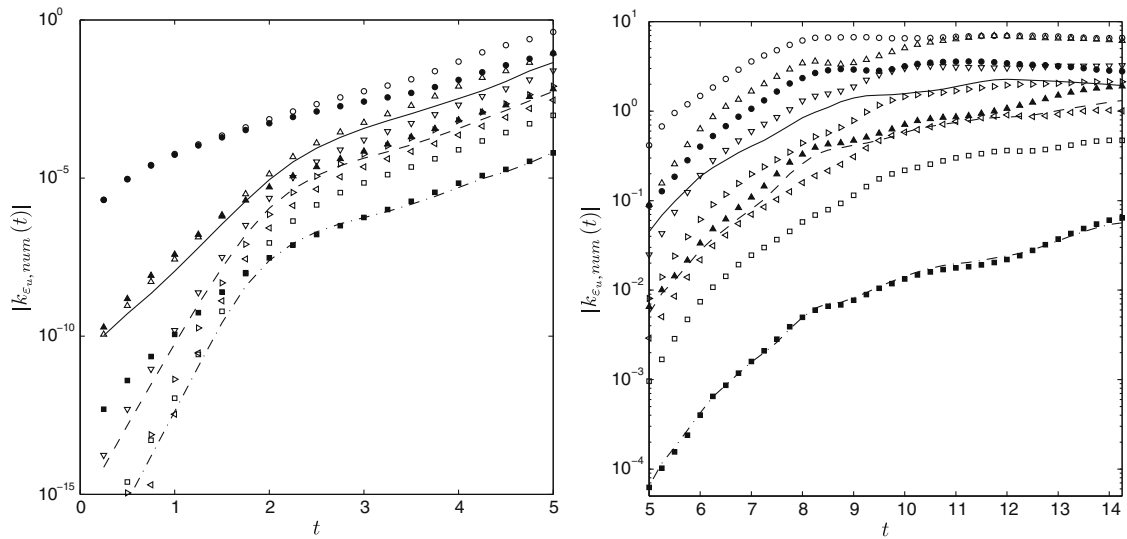 10^0
10^{-5}
10^{-10}
10^{-15}
|k_{ε_u,num}(t)|
0 1 2 3 4 5
t
10^1
10^0
10^{-1}
10^{-2}
10^{-3}
10^{-4}
|k_{ε_u,num}(t)|
5 6 7 8 9 10 11 12 13 14
t